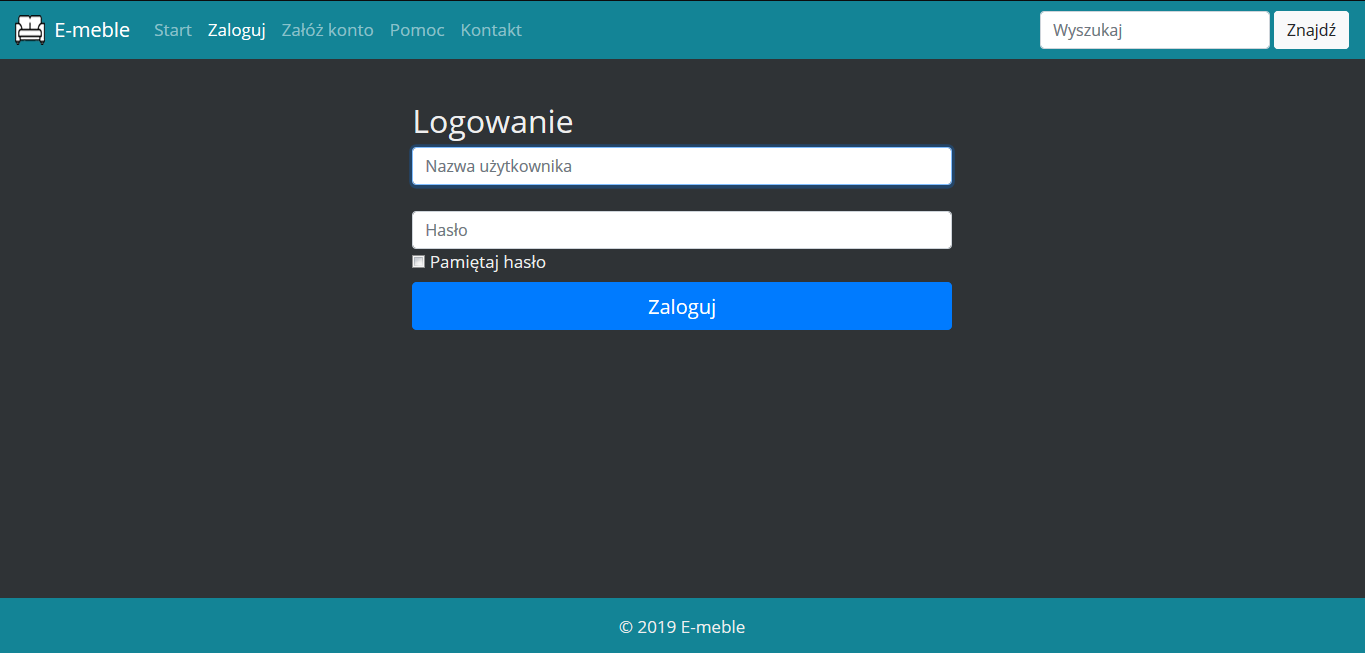 E-meble Start Zaloguj Załóż konto Pomoc Kontakt Wyszukaj Znajdź
Logowanie
Nazwa użytkownika
Hasło
Pamiętaj hasło
Zaloguj
© 2019 E-meble